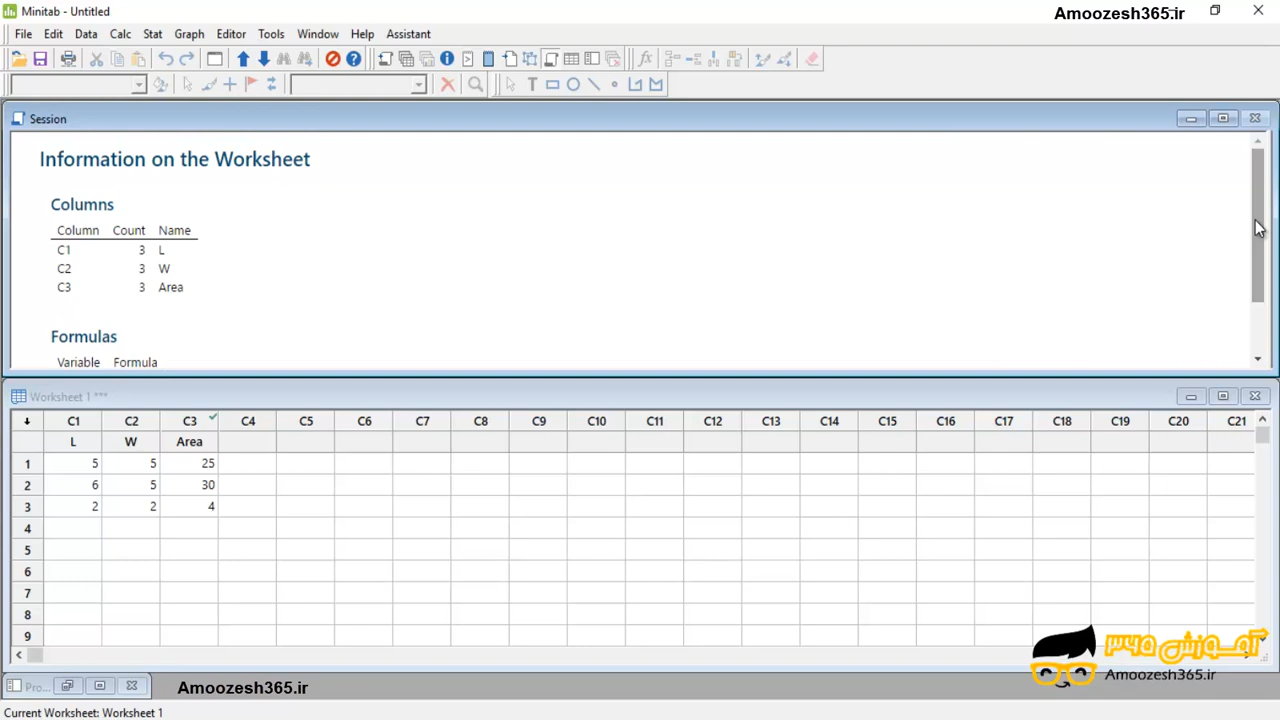 Minitab - Untitled
Amoozesh365.ir
File Edit Data Calc Stat Graph Editor Tools Window Help Assistant
Session
Information on the Worksheet
Columns
Column Count Name
C1 3 L
C2 3 W
C3 3 Area
Formulas
Variable Formula
Worksheet 1 ***
C1 C2 C3 C4 C5 C6 C7 C8 C9 C10 C11 C12 C13 C14 C15 C16 C17 C18 C19 C20 C21
L W Area
1 5 5 25
2 6 5 30
3 2 2 4
4
5
6
7
8
9
آموزش ۳۶۵
Amoozesh365.ir
Pro...
Amoozesh365.ir
Current Worksheet: Worksheet 1